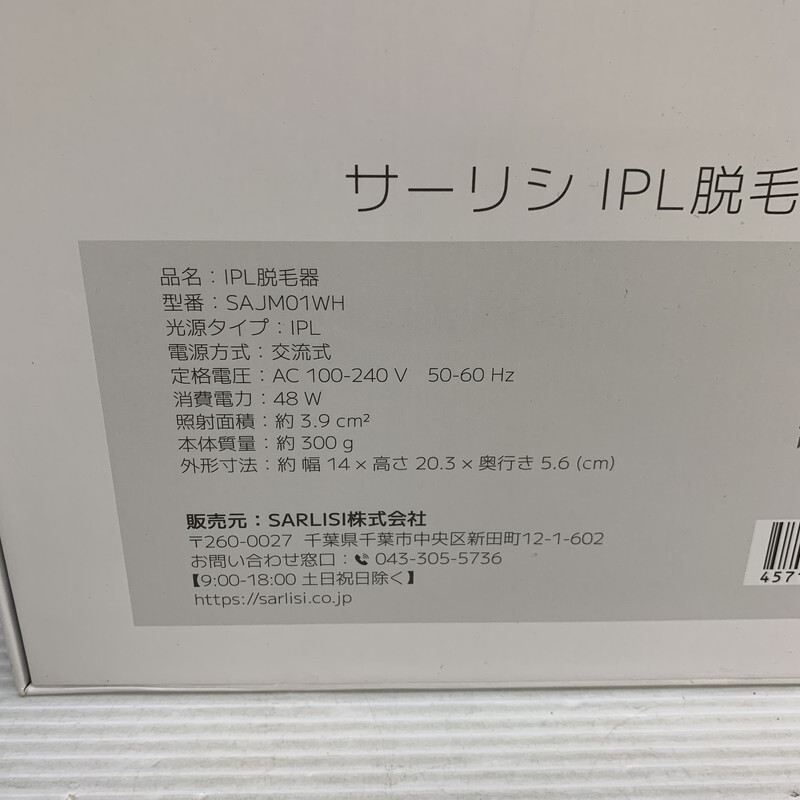 サーリシ IPL脱毛
品名：IPL脱毛器
型番：SAJM01WH
光源タイプ：IPL
電源方式：交流式
定格電圧：AC 100-240 V 50-60 Hz
消費電力：48 W
照射面積：約 3.9 cm²
本体質量：約 300 g
外形寸法：約 幅 14 × 高さ 20.3 × 奥行き 5.6 (cm)
販売元：SARLISI株式会社
〒260-0027 千葉県千葉市中央区新田町12-1-602
お問い合わせ窓口：043-305-5736
【9:00-18:00 土日祝日除く】
https://sarlisi.co.jp
457